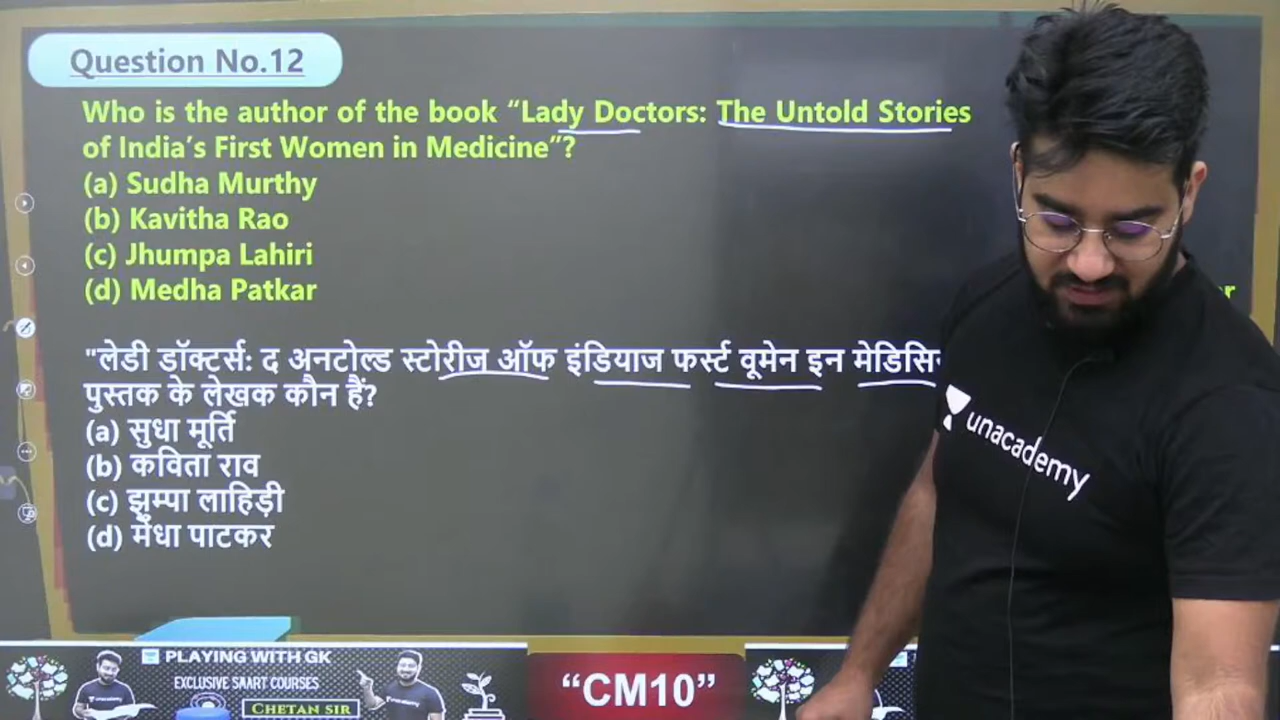 Question No.12
Who is the author of the book “Lady Doctors: The Untold Stories
of India’s First Women in Medicine”?
(a) Sudha Murthy
(b) Kavitha Rao
(c) Jhumpa Lahiri
(d) Medha Patkar
"लेडी डॉक्टर्स: द अनटोल्ड स्टोरीज ऑफ इंडियाज फर्स्ट वूमेन इन
पुस्तक के लेखक कौन हैं?
(a) सुधा मूर्ति
(b) कविता राव
(c) झुम्पा लाहिड़ी
(d) मेधा पाटकर
unacademy
PLAYING WITH GK
EXCLUSIVE SAART COURSES
CHETAN SIR
“CM10”